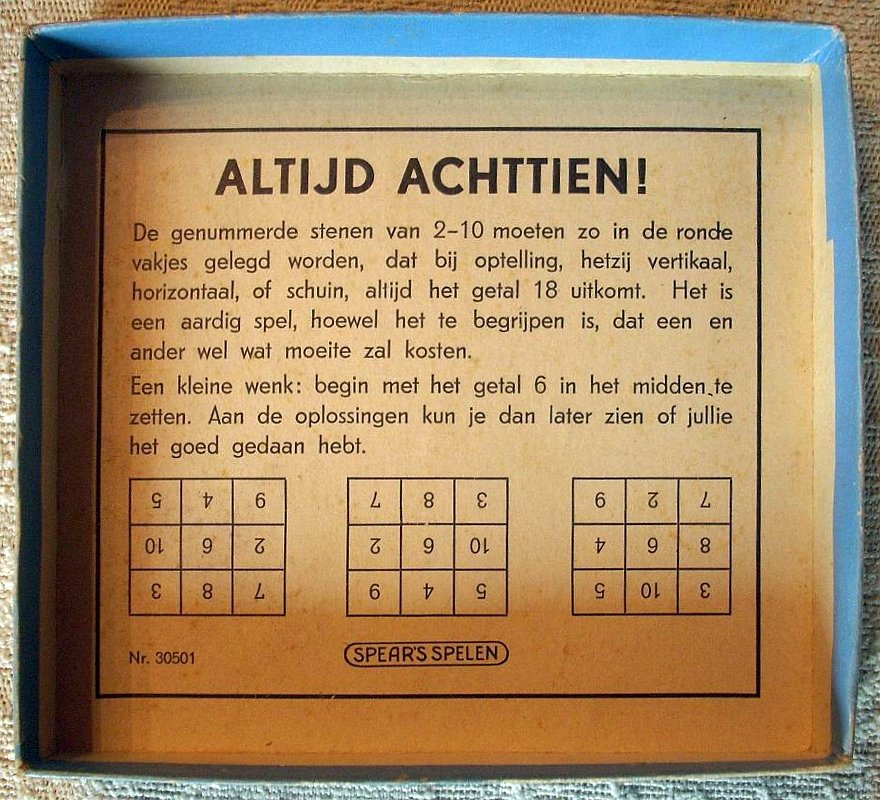 ALTIJD ACHTTIEN!
De genummerde stenen van 2-10 moeten zo in de ronde
vakjes gelegd worden, dat bij optelling, hetzij vertikaal,
horizontaal, of schuin, altijd het getal 18 uitkomt. Het is
een aardig spel, hoewel het te begrijpen is, dat een en
ander wel wat moeite zal kosten.
Een kleine wenk: begin met het getal 6 in het midden te
zetten. Aan de oplossingen kun je dan later zien of jullie
het goed gedaan hebt.
5 4 9 7 8 3 9 2 7
10 6 2 2 6 10 4 6 8
3 8 7 9 4 5 5 10 3
Nr. 30501 SPEAR'S SPELEN